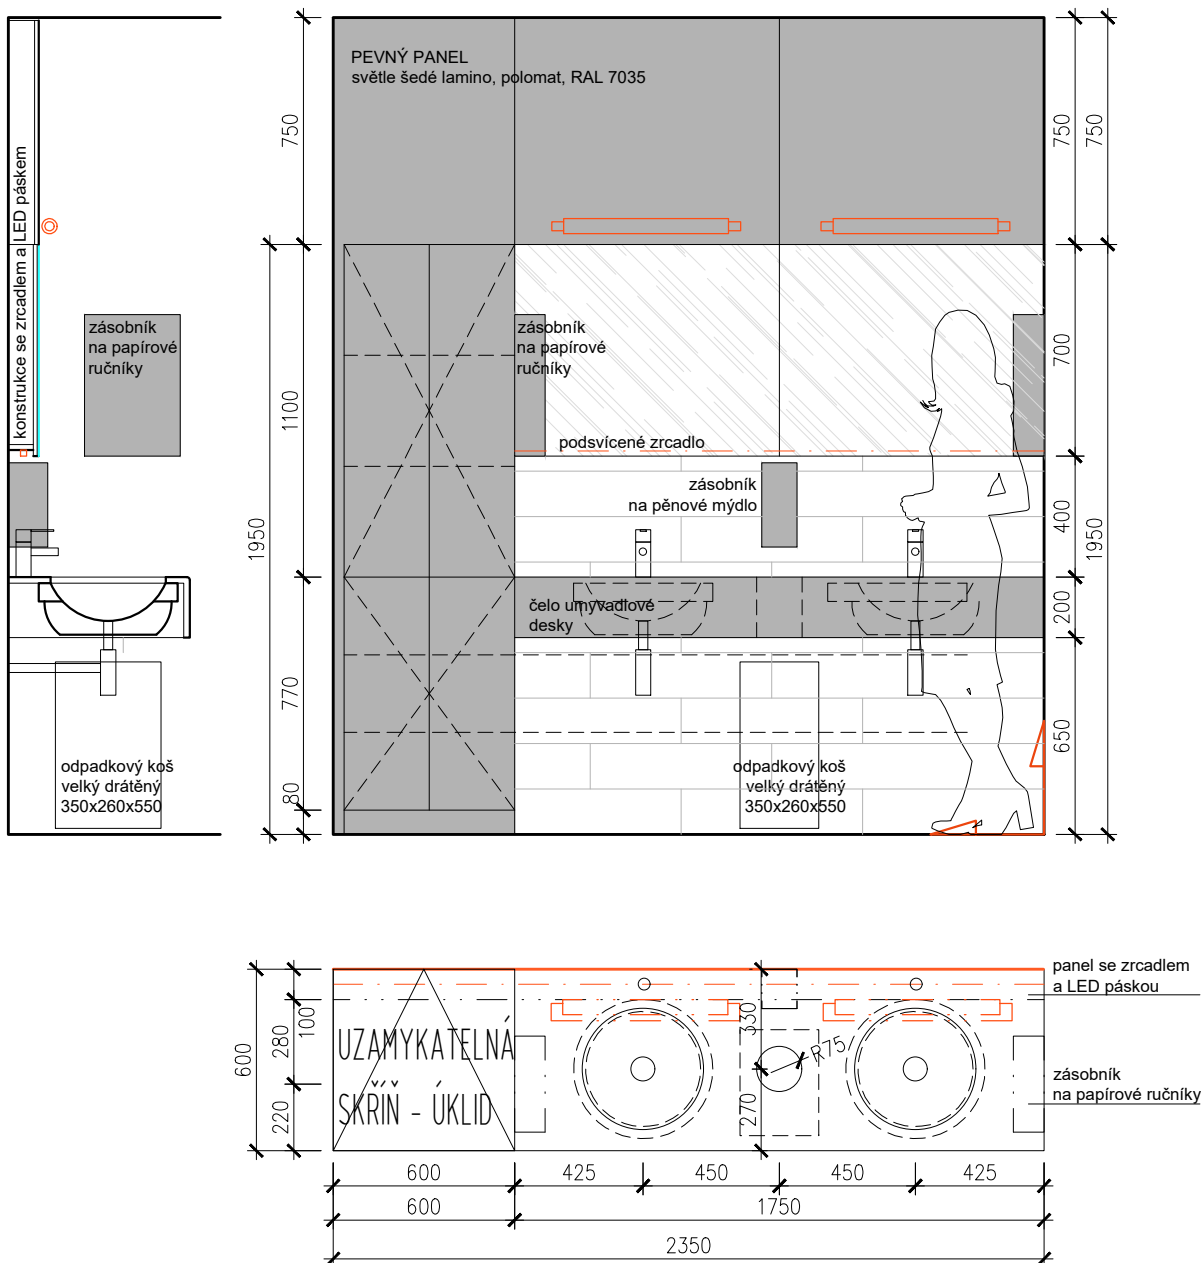 PEVNÝ PANEL
světle šedé lamino, polomat, RAL 7035
konstrukce se zrcadlem a LED páskem
zásobník
na papírové
ručníky
zásobník
na papírové
ručníky
podsvícené zrcadlo
zásobník
na pěnové mýdlo
čelo umyvadlové
desky
odpadkový koš
velký drátěný
350x260x550
odpadkový koš
velký drátěný
350x260x550
750
1100
1950
770
80
750
750
700
400
1950
200
650
panel se zrcadlem
a LED páskou
zásobník
na papírové ručníky
UZAMYKATELNÁ
SKŘÍŇ - ÚKLID
600
280
100
220
330
270
R75
600
425
450
450
425
600
1750
2350